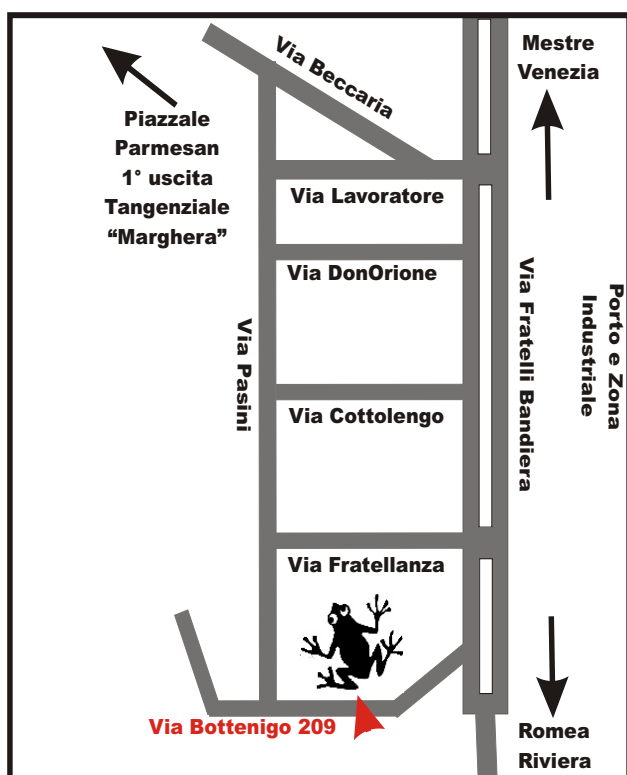 Mestre
Venezia
Via Beccaria
Piazzale
Parmesan
1° uscita
Tangenziale
“Marghera”
Via Lavoratore
Via DonOrione
Via Pasini
Via Fratelli Bandiera
Porto e Zona
Industriale
Via Cottolengo
Via Fratellanza
Via Bottenigo 209
Romea
Riviera